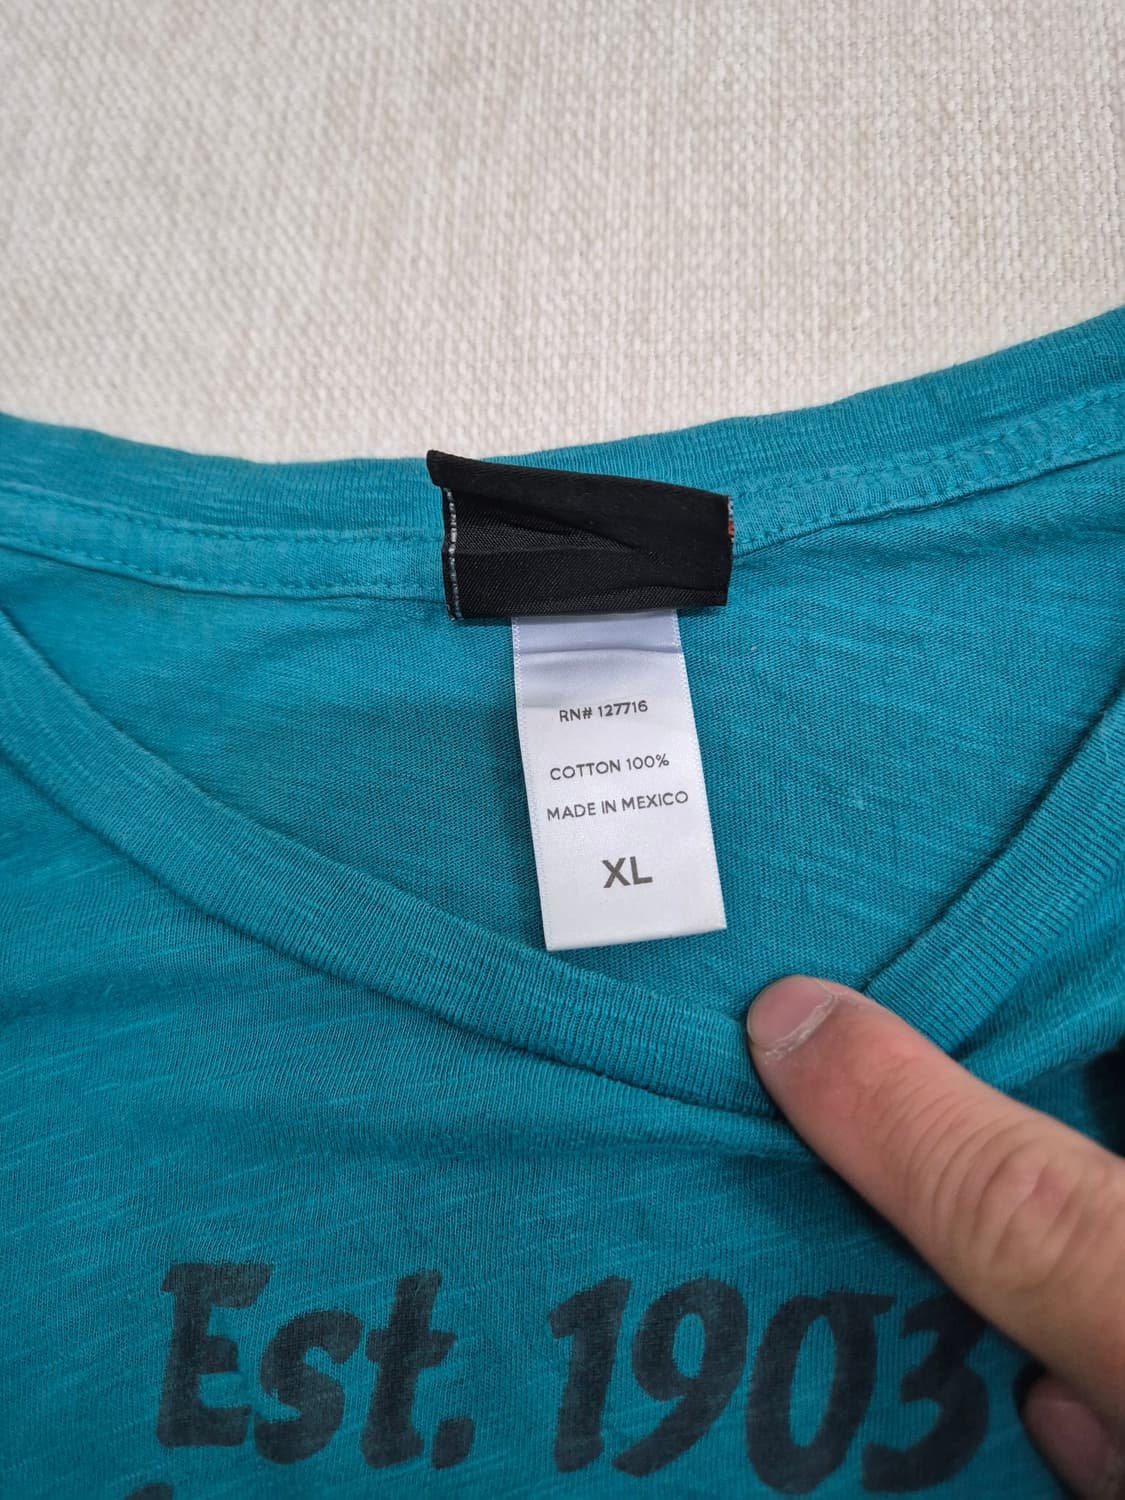 RN# 127716
COTTON 100%
MADE IN MEXICO
XL
Est. 1903